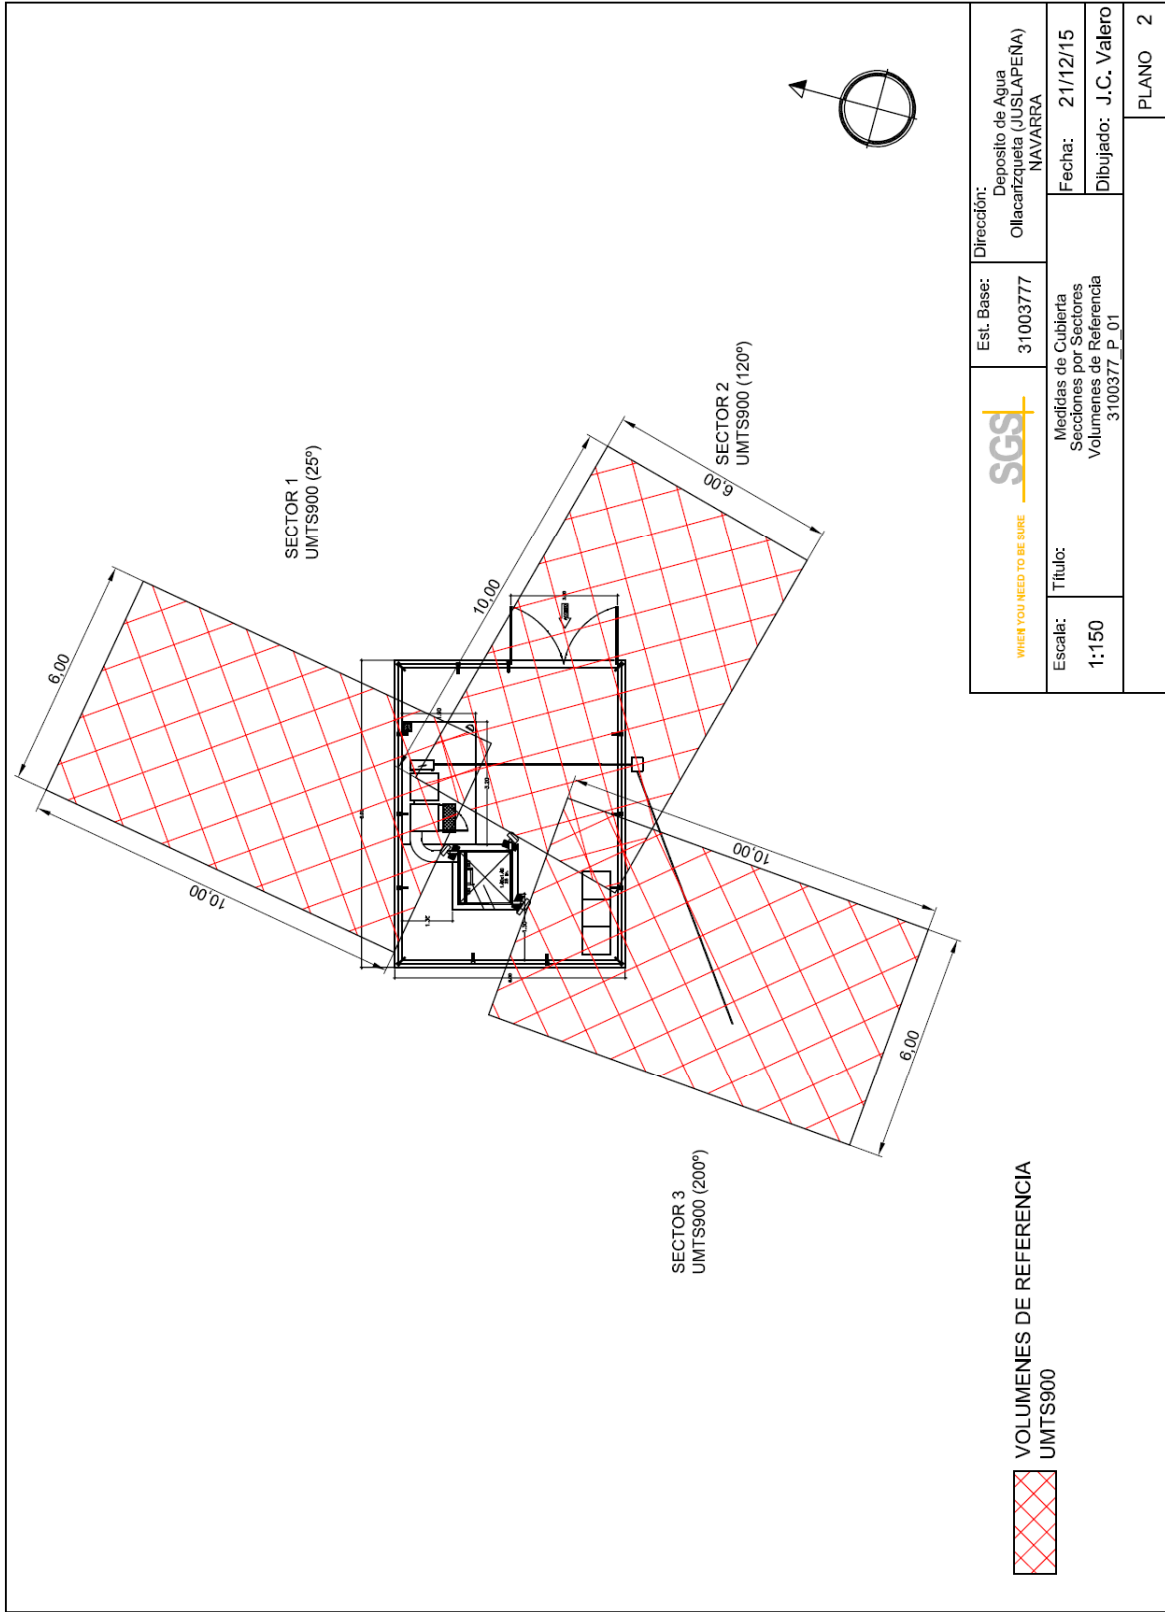 SECTOR 1
UMTS900 (25º)
6,00
10,00
SECTOR 2
UMTS900 (120º)
10,00
6,00
SECTOR 3
UMTS900 (200º)
10,00
6,00
VOLUMENES DE REFERENCIA
UMTS900
WHEN YOU NEED TO BE SURE
SGS
Est. Base:
31003777
Dirección:
Deposito de Agua
Ollacarizqueta (JUSLAPEÑA)
NAVARRA
Escala:
1:150
Título:
Medidas de Cubierta
Secciones por Sectores
Volumenes de Referencia
3100377_P_01
Fecha: 21/12/15
Dibujado: J.C. Valero
PLANO 2